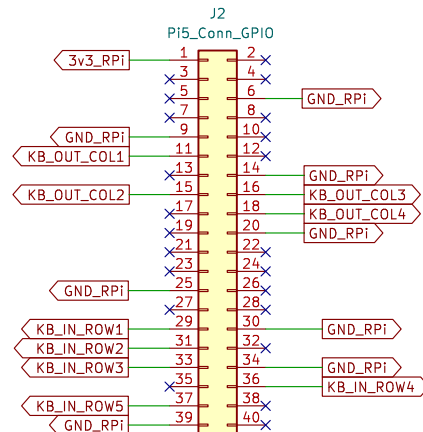 J2
Pi5_Conn_GPIO
3v3_RPi 1 2
3 4
5 6 GND_RPi
7 8
GND_RPi 9 10
KB_OUT_COL1 11 12
13 14 GND_RPi
KB_OUT_COL2 15 16 KB_OUT_COL3
17 18 KB_OUT_COL4
19 20 GND_RPi
21 22
23 24
GND_RPi 25 26
27 28
KB_IN_ROW1 29 30 GND_RPi
KB_IN_ROW2 31 32
KB_IN_ROW3 33 34 GND_RPi
35 36 KB_IN_ROW4
KB_IN_ROW5 37 38
GND_RPi 39 40